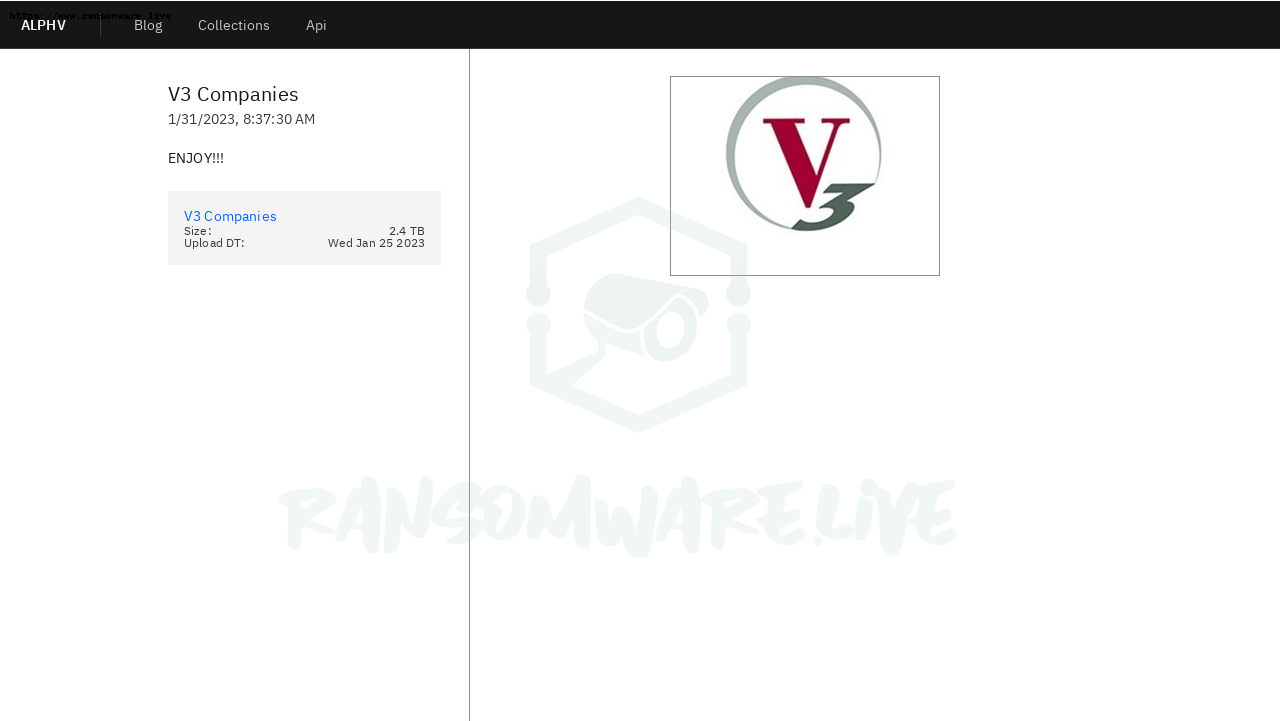 https://www.ransomware.live
ALPHV
Blog
Collections
Api
V3 Companies
1/31/2023, 8:37:30 AM
ENJOY!!!
V3 Companies
Size: 2.4 TB
Upload DT: Wed Jan 25 2023
V3
RANSOMWARE.LIVE